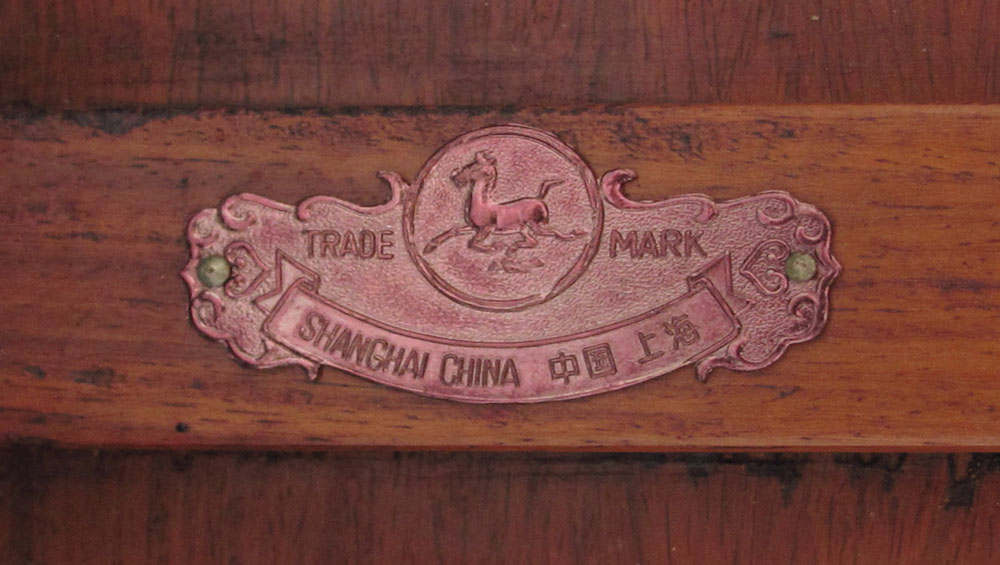 TRADE MARK
SHANGHAI CHINA 中国 上海